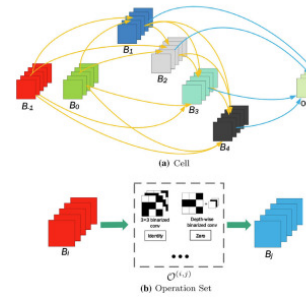 B1
B2
B-1
B0
B3
B4
(a) Cell
3×3 binarized
conv
Depth wise
binarized conv
Identify
Zero
•••
Bi
O(i,j)
Bj
(b) Operation Set